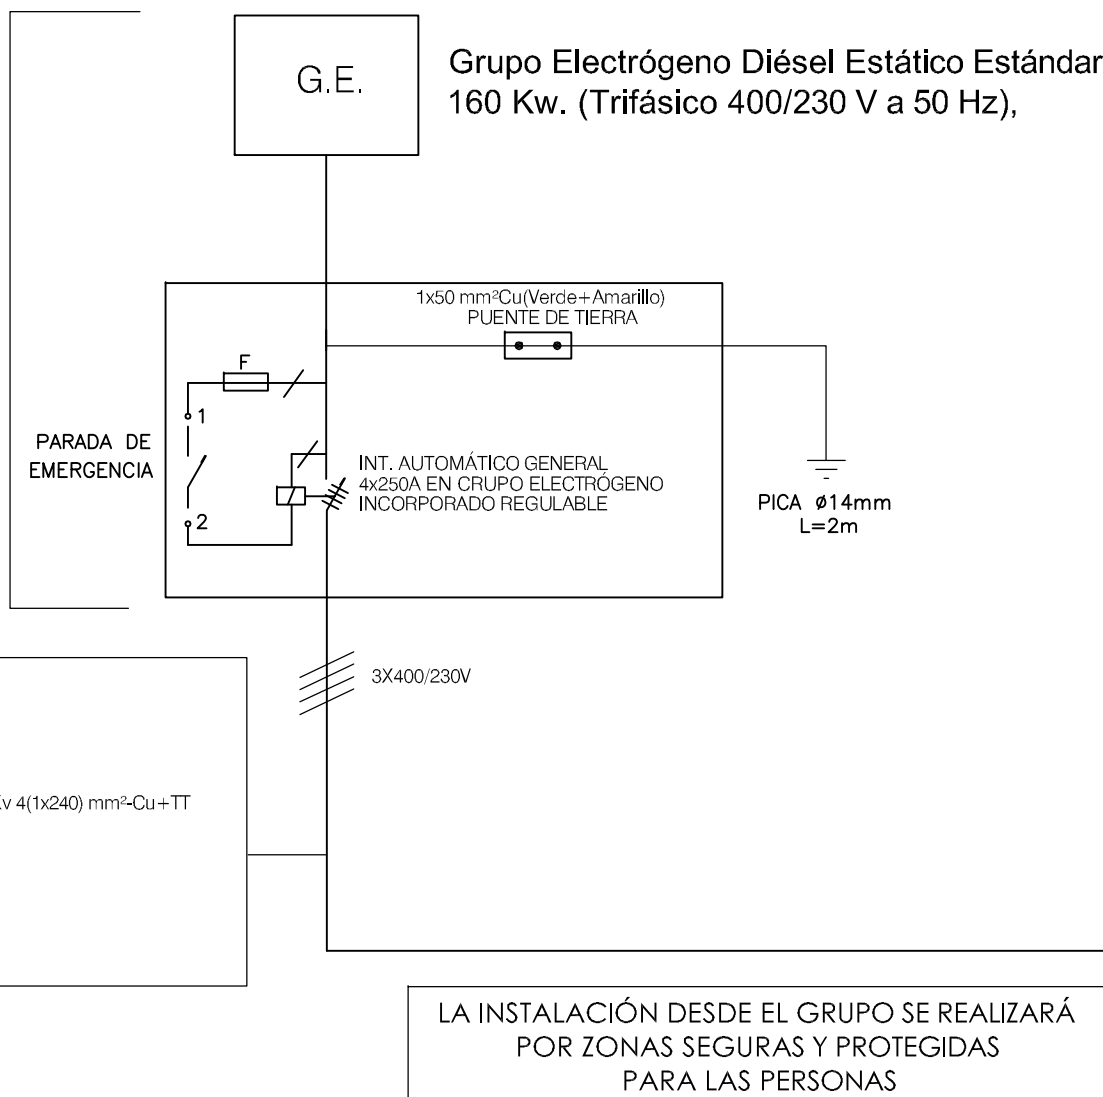 G.E.
Grupo Electrógeno Diésel Estático Estándar
160 Kw. (Trifásico 400/230 V a 50 Hz),
1x50 mm²Cu(Verde+Amarillo)
PUENTE DE TIERRA
F
1
PARADA DE
EMERGENCIA
2
INT. AUTOMÁTICO GENERAL
4x250A EN CRUPO ELECTRÓGENO
INCORPORADO REGULABLE
PICA ø14mm
L=2m
3X400/230V
4(1x240) mm²-Cu+TT
LA INSTALACIÓN DESDE EL GRUPO SE REALIZARÁ
POR ZONAS SEGURAS Y PROTEGIDAS
PARA LAS PERSONAS